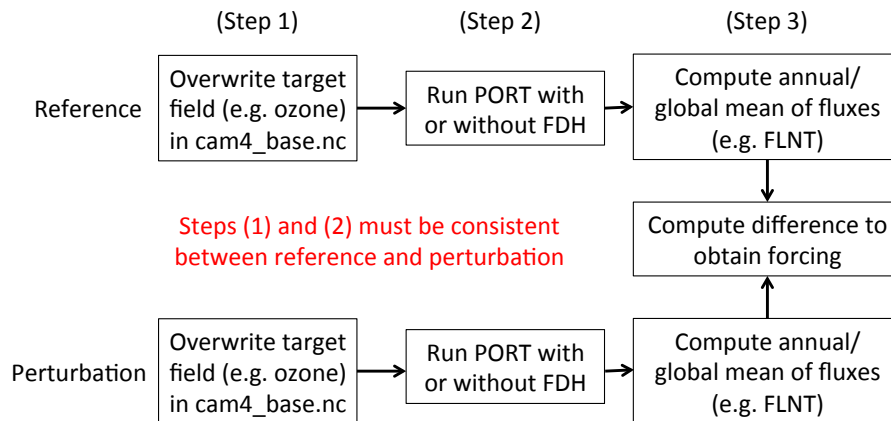 (Step 1)
(Step 2)
(Step 3)
Reference
Overwrite target
field (e.g. ozone)
in cam4_base.nc
Run PORT with
or without FDH
Compute annual/
global mean of fluxes
(e.g. FLNT)
Steps (1) and (2) must be consistent
between reference and perturbation
Compute difference to
obtain forcing
Perturbation
Overwrite target
field (e.g. ozone)
in cam4_base.nc
Run PORT with
or without FDH
Compute annual/
global mean of fluxes
(e.g. FLNT)